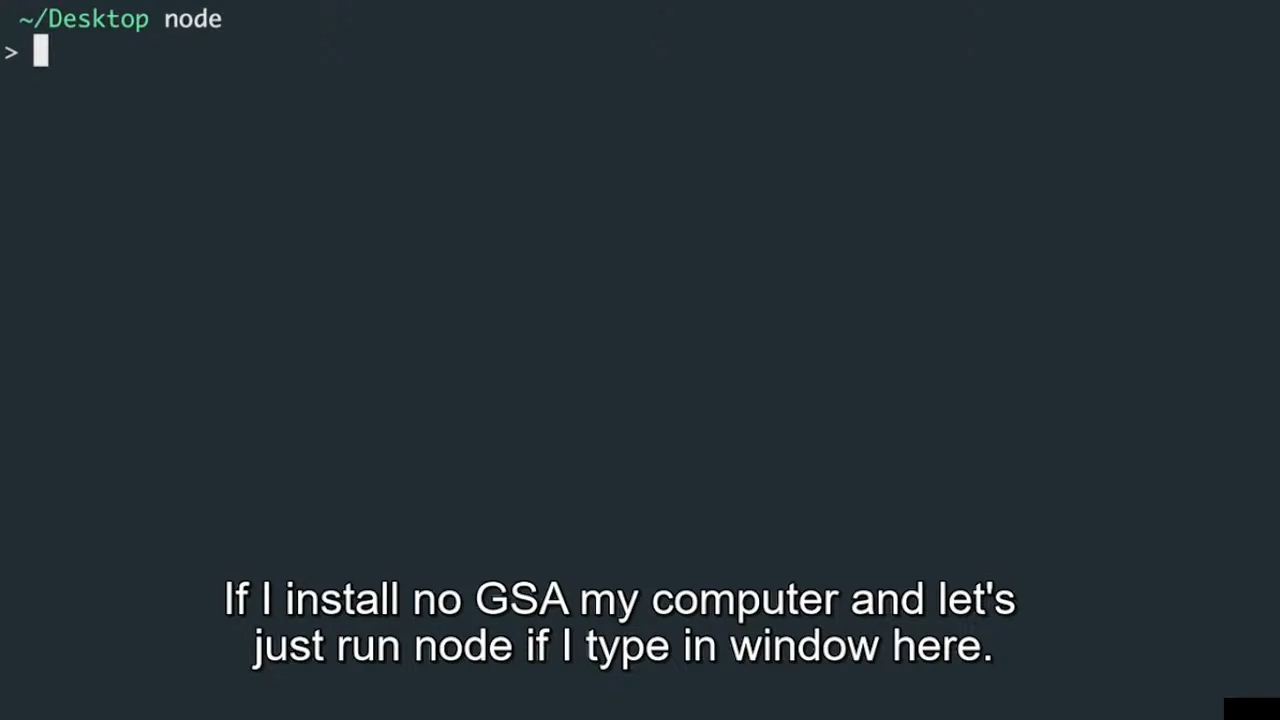 ~/Desktop node
>
If I install no GSA my computer and let's
just run node if I type in window here.